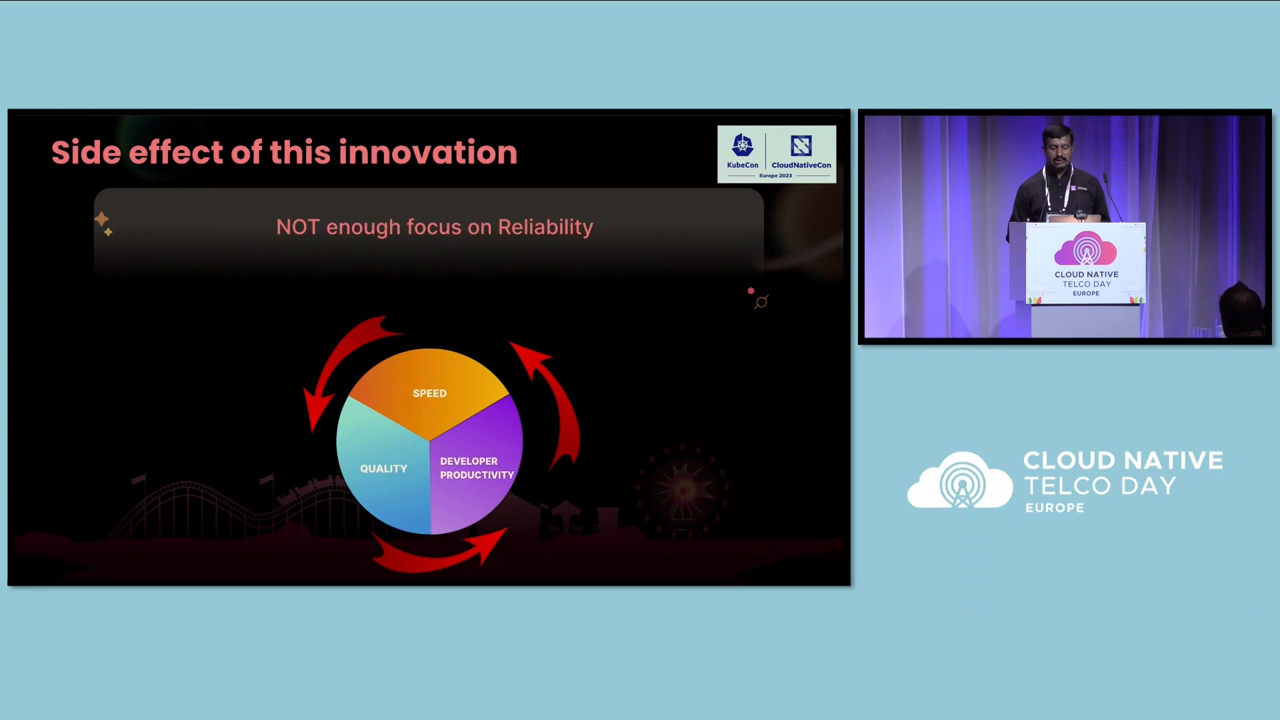 Side effect of this innovation
KubeCon
CloudNativeCon
Europe 2023
NOT enough focus on Reliability
SPEED
QUALITY
DEVELOPER
PRODUCTIVITY
CLOUD NATIVE
TELCO DAY
EUROPE
CLOUD NATIVE
TELCO DAY
EUROPE